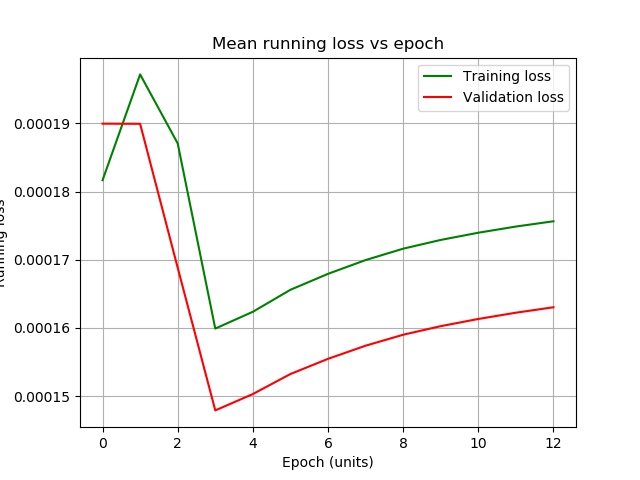 Mean running loss vs epoch
Training loss
Validation loss
0.00019
0.00018
0.00017
0.00016
0.00015
Running loss
0 2 4 6 8 10 12
Epoch (units)